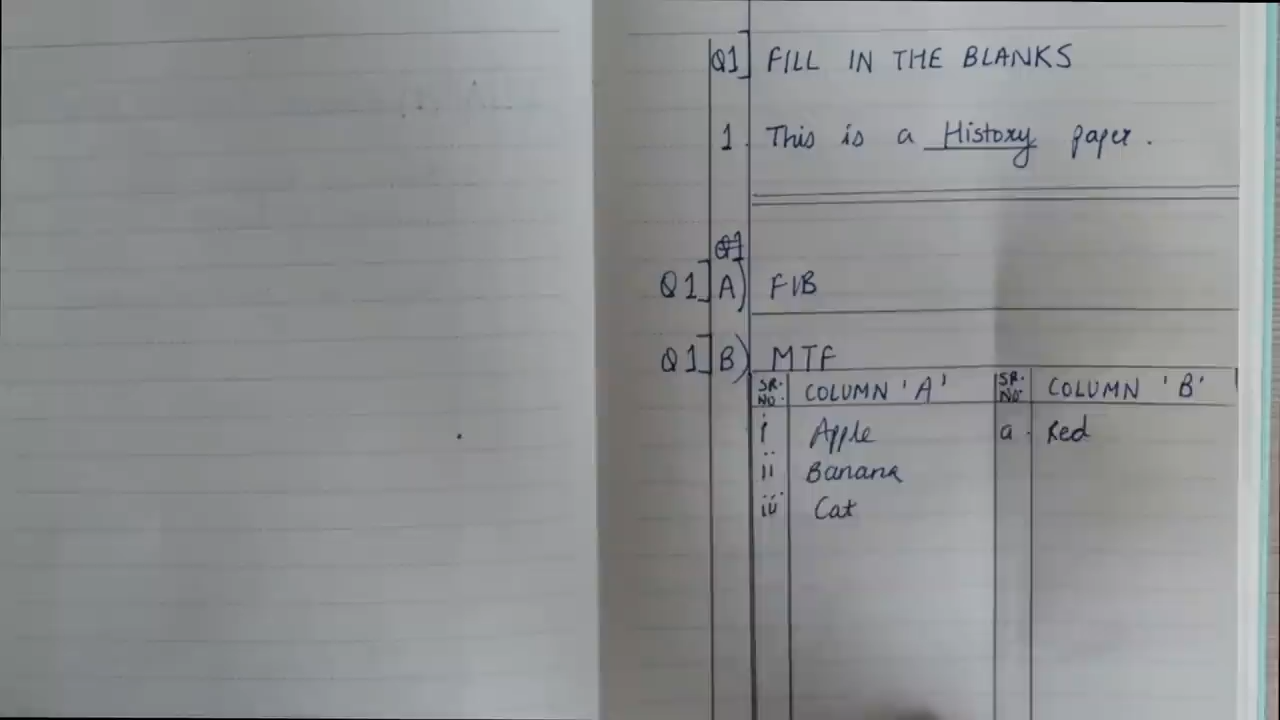 Q1] FILL IN THE BLANKS
1. This is a History paper.
Q1
Q1] A) FIB
Q1] B) MTF
SR. NO. COLUMN 'A' SR. NO. COLUMN 'B'
i Apple a. Red
ii Banana
iii Cat